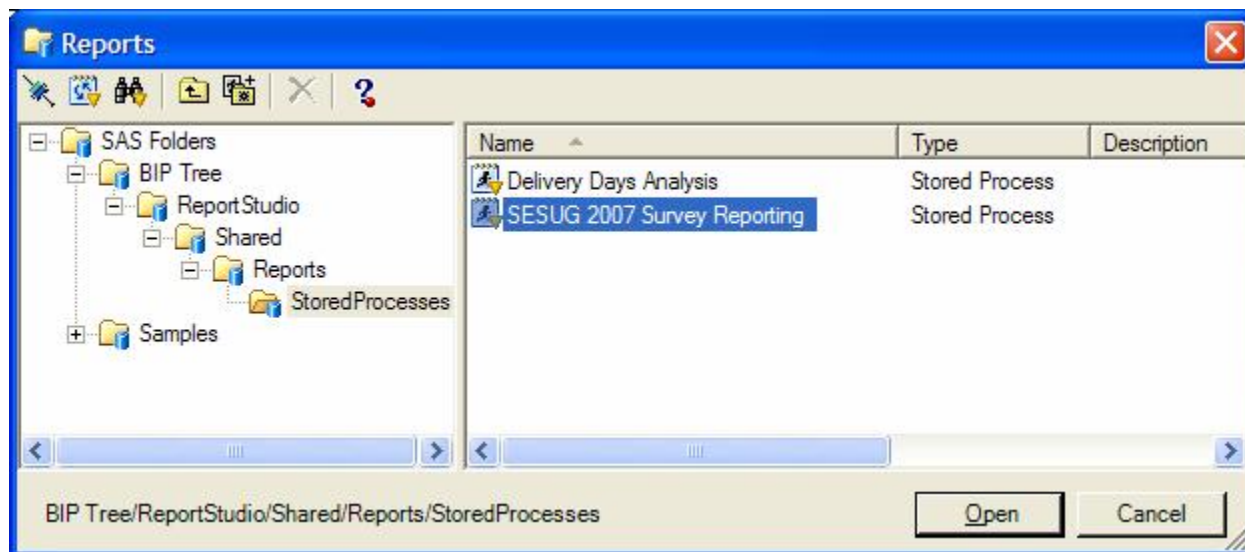 Reports
SAS Folders
BIP Tree
ReportStudio
Shared
Reports
StoredProcesses
Samples
Name Type Description
Delivery Days Analysis Stored Process
SESUG 2007 Survey Reporting Stored Process
BIP Tree/ReportStudio/Shared/Reports/StoredProcesses
Open Cancel